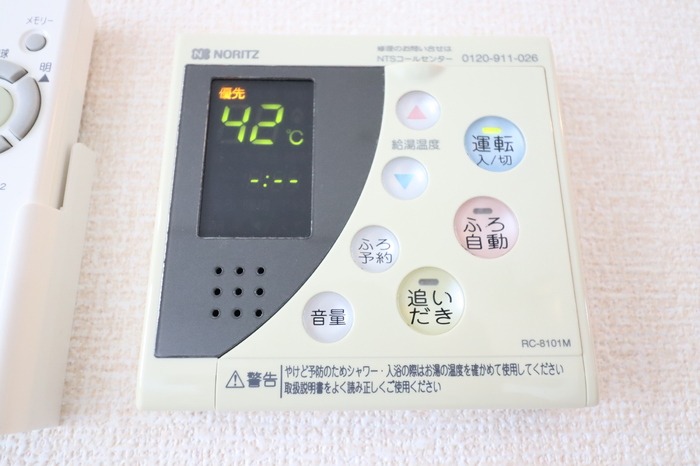 メモリー
球
明
2
NORITZ
修理のお問い合せは
NTSコールセンター 0120-911-026
優先
42℃
-:--
給湯温度
運転
入/切
ふろ
自動
ふろ
予約
追い
だき
音量
RC-8101M
警告
やけど予防のためシャワー・入浴の際はお湯の温度を確かめて使用してください
取扱説明書をよく読み正しくご使用ください